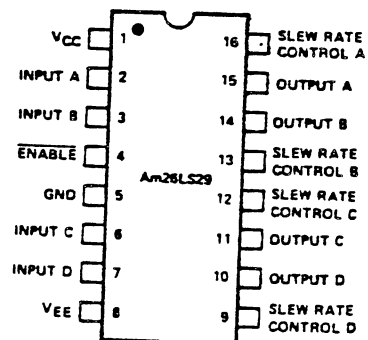 VCC 1
INPUT A 2
INPUT B 3
ENABLE 4
GND 5
INPUT C 6
INPUT D 7
VEE 8
Am26LS29
16 SLEW RATE
CONTROL A
15 OUTPUT A
14 OUTPUT B
13 SLEW RATE
CONTROL B
12 SLEW RATE
CONTROL C
11 OUTPUT C
10 OUTPUT D
9 SLEW RATE
CONTROL D